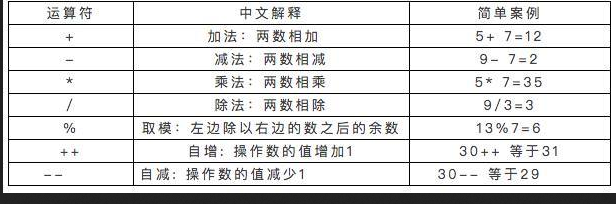 运算符 中文解释 简单案例
+ 加法：两数相加 5+ 7=12
− 减法：两数相减 9− 7=2
* 乘法：两数相乘 5* 7=35
/ 除法：两数相除 9/3=3
% 取模：左边除以右边的数之后的余数 13%7=6
++ 自增：操作数的值增加1 30++ 等于31
−− 自减：操作数的值减少1 30−− 等于29